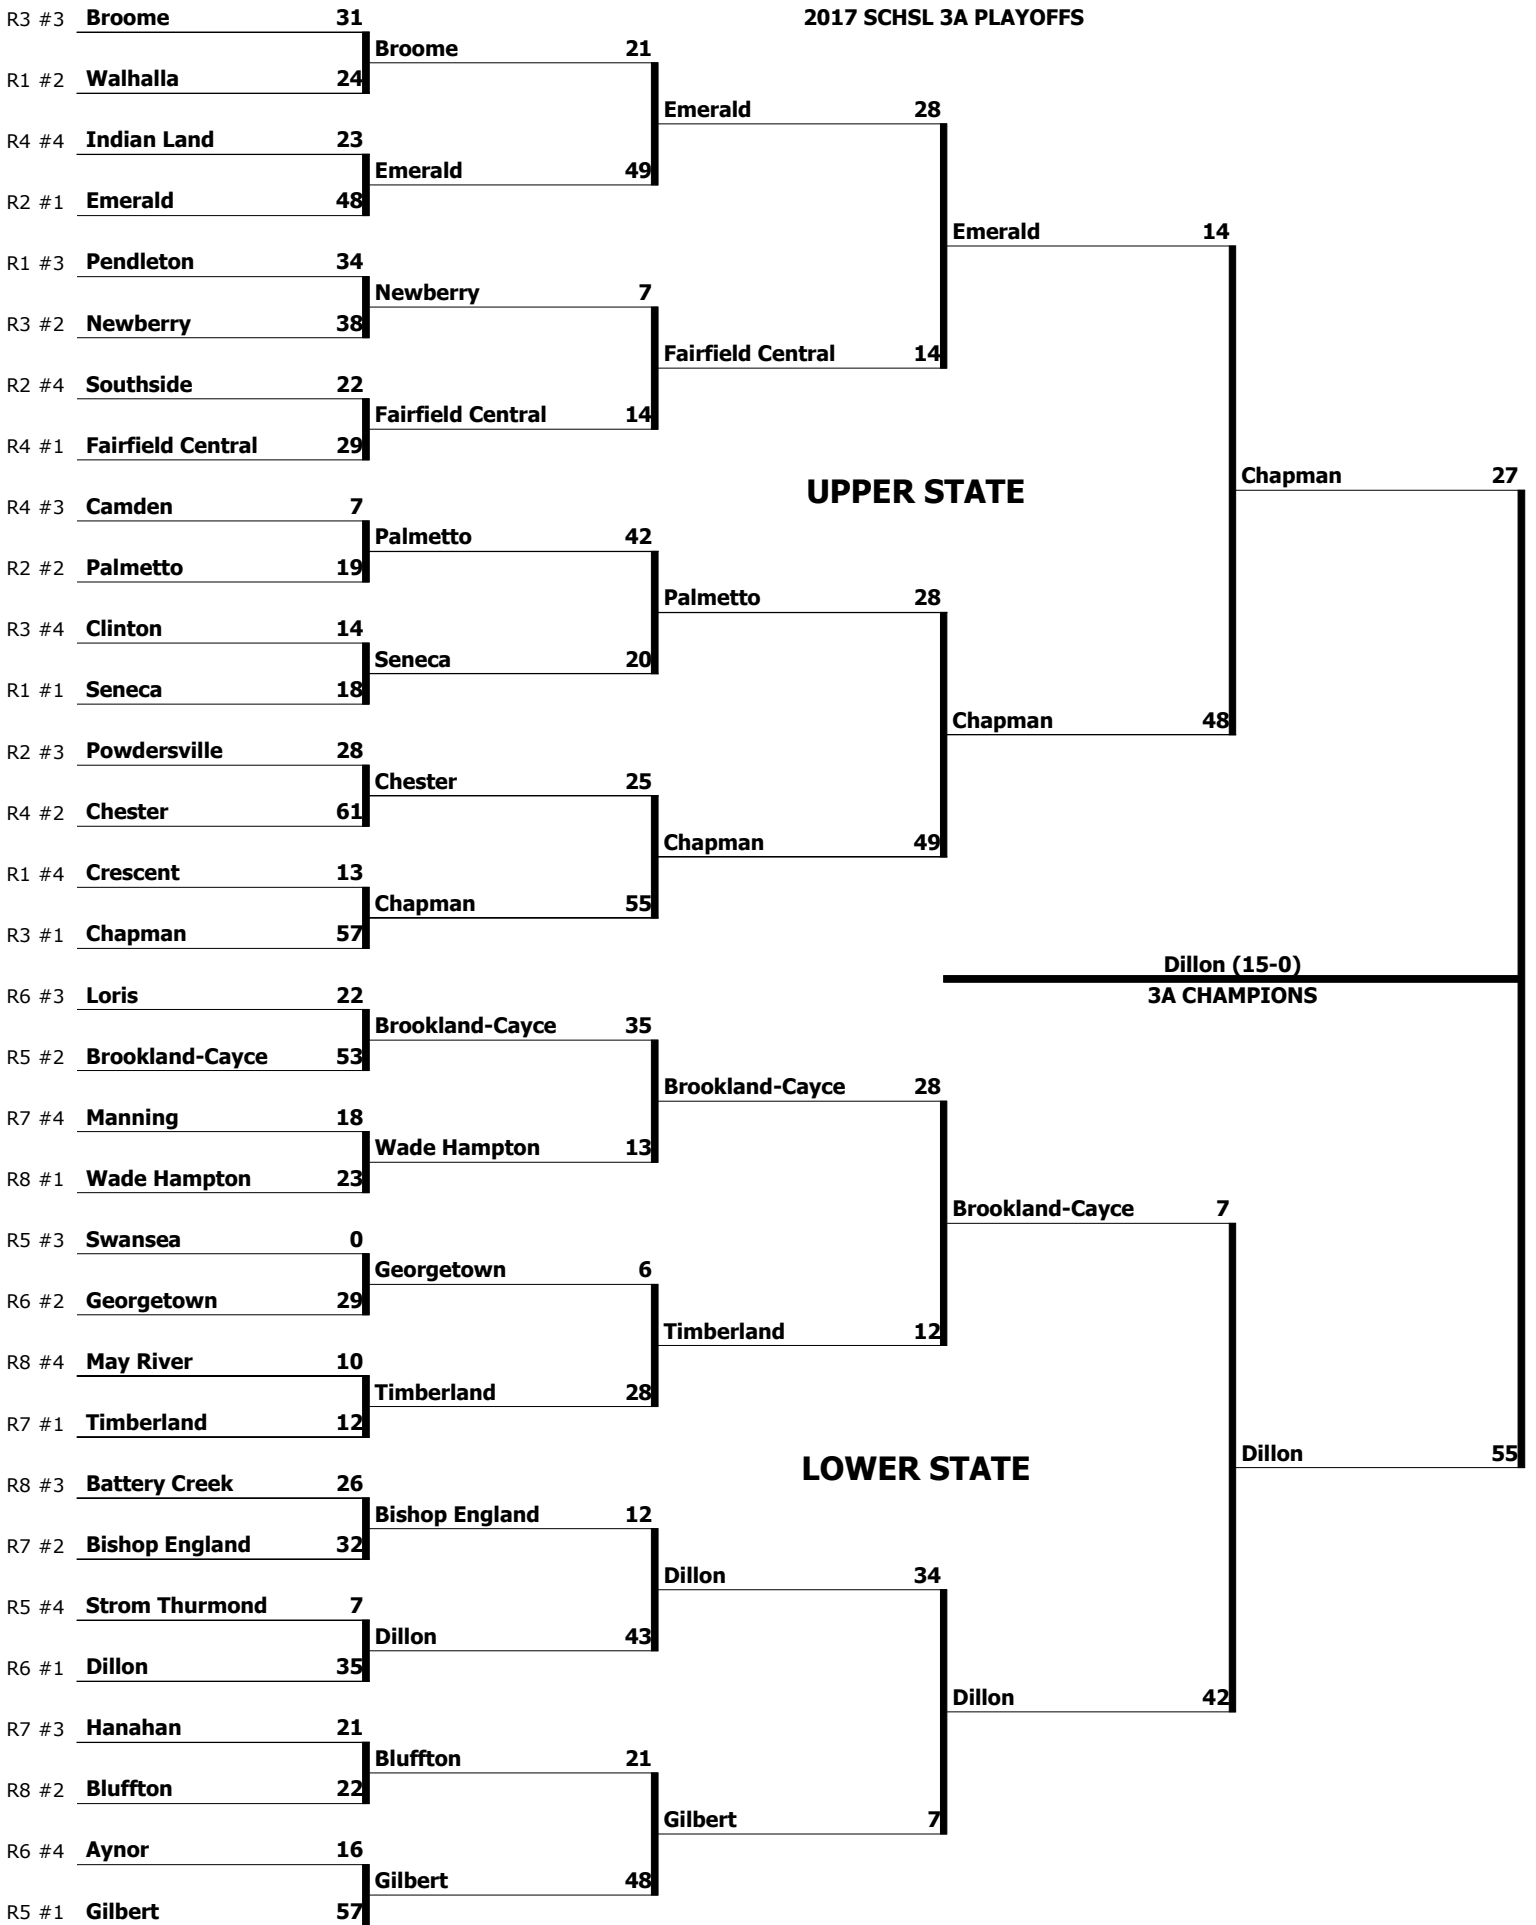 2017 SCHSL 3A PLAYOFFS
R3 #3 Broome 31
R1 #2 Walhalla 24
R4 #4 Indian Land 23
R2 #1 Emerald 48
R1 #3 Pendleton 34
R3 #2 Newberry 38
R2 #4 Southside 22
R4 #1 Fairfield Central 29
R4 #3 Camden 7
R2 #2 Palmetto 19
R3 #4 Clinton 14
R1 #1 Seneca 18
R2 #3 Powdersville 28
R4 #2 Chester 61
R1 #4 Crescent 13
R3 #1 Chapman 57
R6 #3 Loris 22
R5 #2 Brookland-Cayce 53
R7 #4 Manning 18
R8 #1 Wade Hampton 23
R5 #3 Swansea 0
R6 #2 Georgetown 29
R8 #4 May River 10
R7 #1 Timberland 12
R8 #3 Battery Creek 26
R7 #2 Bishop England 32
R5 #4 Strom Thurmond 7
R6 #1 Dillon 35
R7 #3 Hanahan 21
R8 #2 Bluffton 22
R6 #4 Aynor 16
R5 #1 Gilbert 57
Broome 21
Emerald 49
Newberry 7
Fairfield Central 14
Palmetto 42
Seneca 20
Chester 25
Chapman 55
Brookland-Cayce 35
Wade Hampton 13
Georgetown 6
Timberland 28
Bishop England 12
Dillon 43
Bluffton 21
Gilbert 48
Emerald 28
Fairfield Central 14
Palmetto 28
Chapman 49
Brookland-Cayce 28
Timberland 12
Dillon 34
Gilbert 7
UPPER STATE
LOWER STATE
Emerald 14
Chapman 48
Brookland-Cayce 7
Dillon 42
Chapman 27
Dillon 55
Dillon (15-0)
3A CHAMPIONS